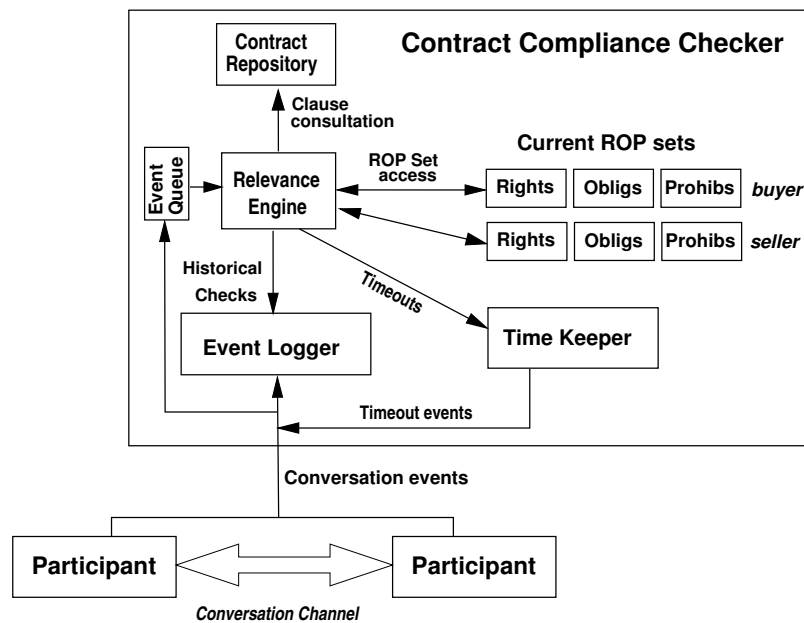 Contract Compliance Checker
Contract
Repository
Clause
consultation
Event
Queue
Relevance
Engine
ROP Set
access
Current ROP sets
Rights
Obligs
Prohibs
buyer
Rights
Obligs
Prohibs
seller
Historical
Checks
Timeouts
Event Logger
Time Keeper
Timeout events
Conversation events
Participant
Participant
Conversation Channel